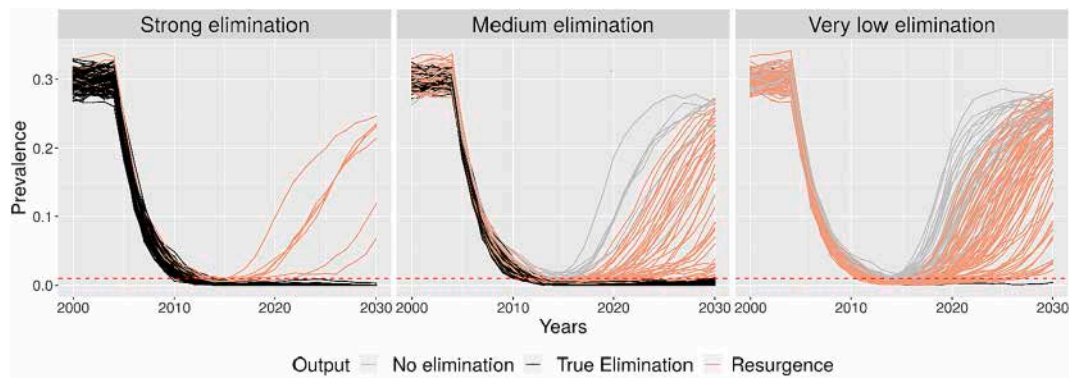 Strong elimination
Medium elimination
Very low elimination
Prevalence
0.3
0.2
0.1
0.0
2000 2010 2020 2030
2000 2010 2020 2030
2000 2010 2020 2030
Years
Output No elimination True Elimination Resurgence